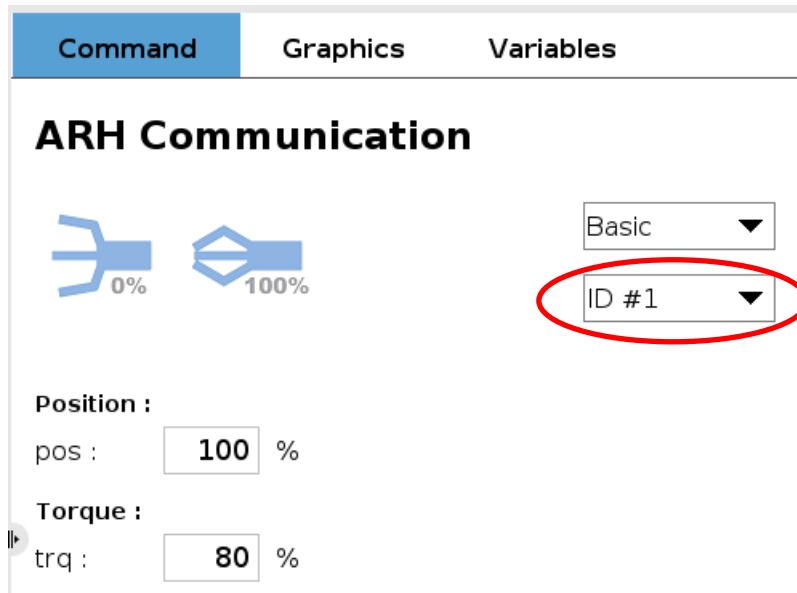 Command Graphics Variables
ARH Communication
Basic
0% 100%
ID #1
Position :
pos : 100 %
Torque :
trq : 80 %